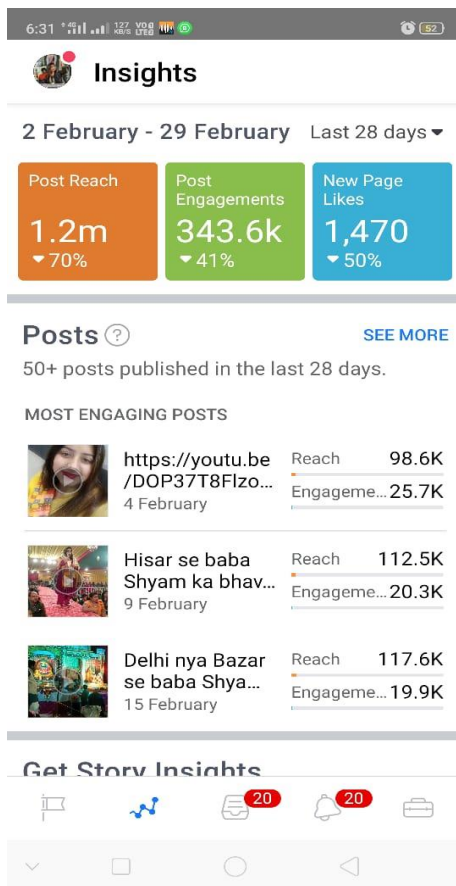 6:31 127 KB/S VoLTE 52
Insights
2 February - 29 February Last 28 days
Post Reach
1.2m
70%
Post
Engagements
343.6k
41%
New Page
Likes
1,470
50%
Posts ?
SEE MORE
50+ posts published in the last 28 days.
MOST ENGAGING POSTS
https://youtu.be
/DOP37T8Flzo...
4 February
Reach 98.6K
Engageme... 25.7K
Hisar se baba
Shyam ka bhav...
9 February
Reach 112.5K
Engageme... 20.3K
Delhi nya Bazar
se baba Shya...
15 February
Reach 117.6K
Engageme... 19.9K
Get Story Insights
20
20